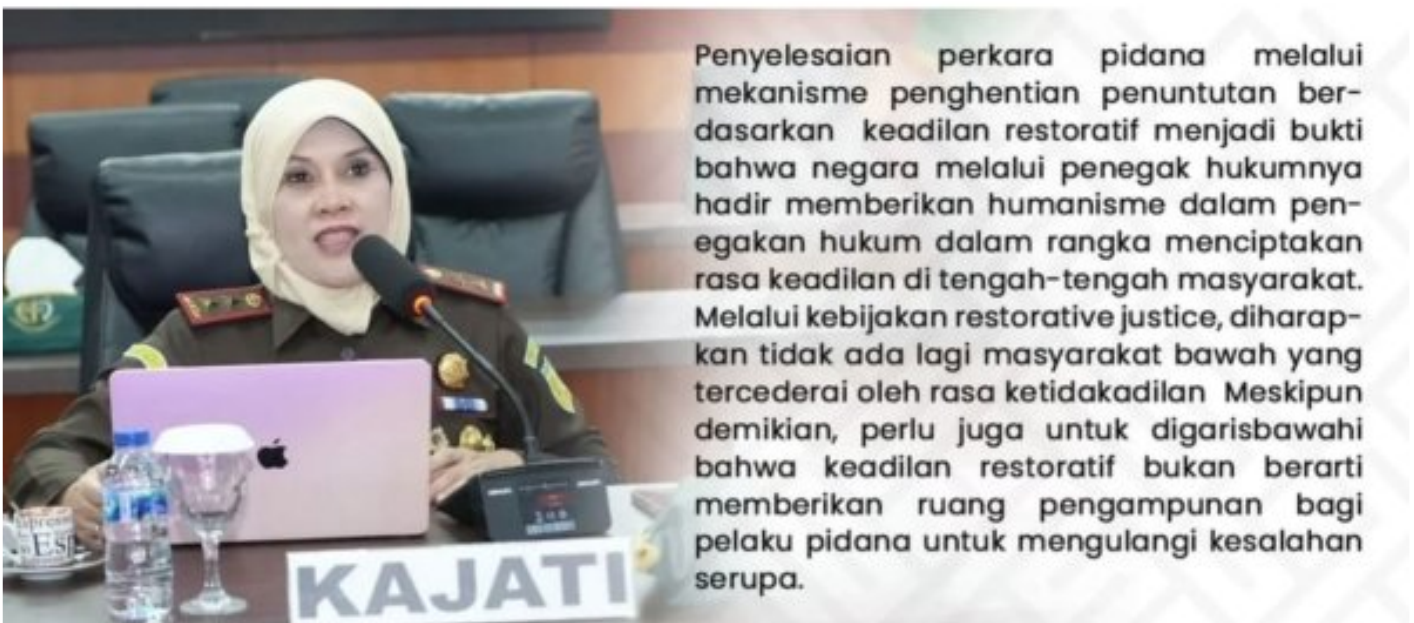 Penyelesaian perkara pidana melalui
mekanisme penghentian penuntutan ber-
dasarkan keadilan restoratif menjadi bukti
bahwa negara melalui penegak hukumnya
hadir memberikan humanisme dalam pen-
egakan hukum dalam rangka menciptakan
rasa keadilan di tengah-tengah masyarakat.
Melalui kebijakan restorative justice, diharap-
kan tidak ada lagi masyarakat bawah yang
tercederai oleh rasa ketidakadilan Meskipun
demikian, perlu juga untuk digarisbawahi
bahwa keadilan restoratif bukan berarti
memberikan ruang pengampunan bagi
pelaku pidana untuk mengulangi kesalahan
serupa.
KAJATI